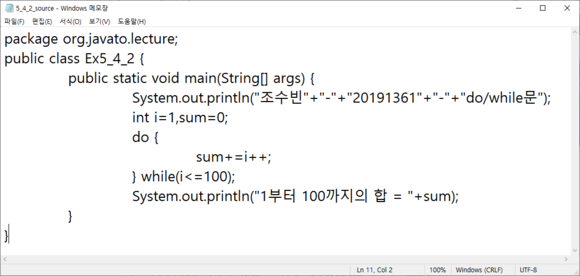 5_4_2_source - Windows 메모장
파일(F) 편집(E) 서식(O) 보기(V) 도움말(H)
package org.javato.lecture;
public class Ex5_4_2 {
public static void main(String[] args) {
System.out.println("조수빈"+"-"+"20191361"+"-"+"do/while문");
int i=1,sum=0;
do {
sum+=i++;
} while(i<=100);
System.out.println("1부터 100까지의 합 = "+sum);
}
}
Ln 11, Col 2 100% Windows (CRLF) UTF-8